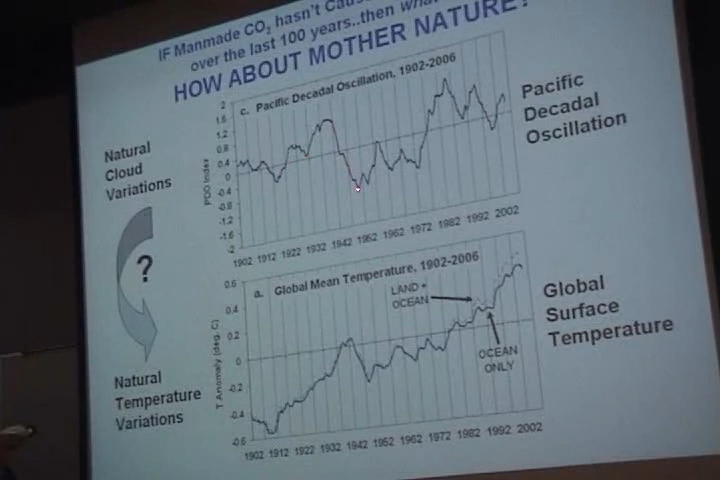 IF Manmade CO2 hasn't
over the last 100 years..then
HOW ABOUT MOTHER NATURE?
c. Pacific Decadal Oscillation, 1902-2006
Pacific
Decadal
Oscillation
Natural
Cloud
Variations
PDO Index
2
1.6
1.2
0.8
0.4
0
-0.4
-0.8
-1.2
-1.6
-2
1902 1912 1922 1932 1942 1952 1962 1972 1982 1992 2002
?
a. Global Mean Temperature, 1902-2006
LAND +
OCEAN
OCEAN
ONLY
Global
Surface
Temperature
Natural
Temperature
Variations
T Anomaly (deg. C)
0.6
0.4
0.2
0
-0.2
-0.4
-0.6
1902 1912 1922 1932 1942 1952 1962 1972 1982 1992 2002